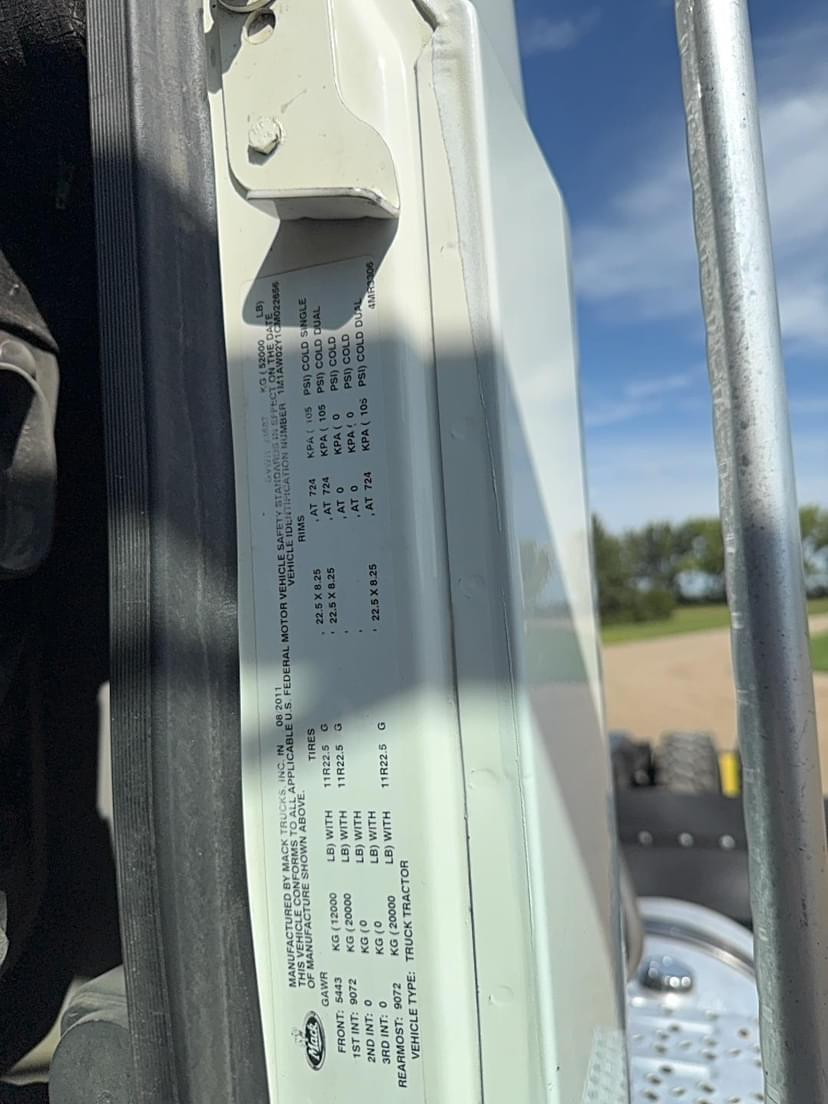 Mack
MANUFACTURED BY MACK TRUCKS, INC. IN 08 2011 KG ( 52000 LB)
THIS VEHICLE CONFORMS TO ALL APPLICABLE U.S. FEDERAL MOTOR VEHICLE SAFETY STANDARDS IN EFFECT ON THE DATE
OF MANUFACTURE SHOWN ABOVE. VEHICLE IDENTIFICATION NUMBER
GAWR TIRES RIMS
FRONT: 5443 KG ( 12000 LB) WITH 11R22.5 G , 22.5 X 8.25 , AT 724 KPA ( 105 PSI) COLD SINGLE
1ST INT: 9072 KG ( 20000 LB) WITH 11R22.5 G , 22.5 X 8.25 , AT 724 KPA ( 105 PSI) COLD DUAL
2ND INT: 0 KG ( 0 LB) WITH , , AT 0 KPA ( 0 PSI) COLD
3RD INT: 0 KG ( 0 LB) WITH , , AT 0 KPA ( 0 PSI) COLD
REARMOST: 9072 KG ( 20000 LB) WITH 11R22.5 G , 22.5 X 8.25 , AT 724 KPA ( 105 PSI) COLD DUAL
VEHICLE TYPE: TRUCK TRACTOR